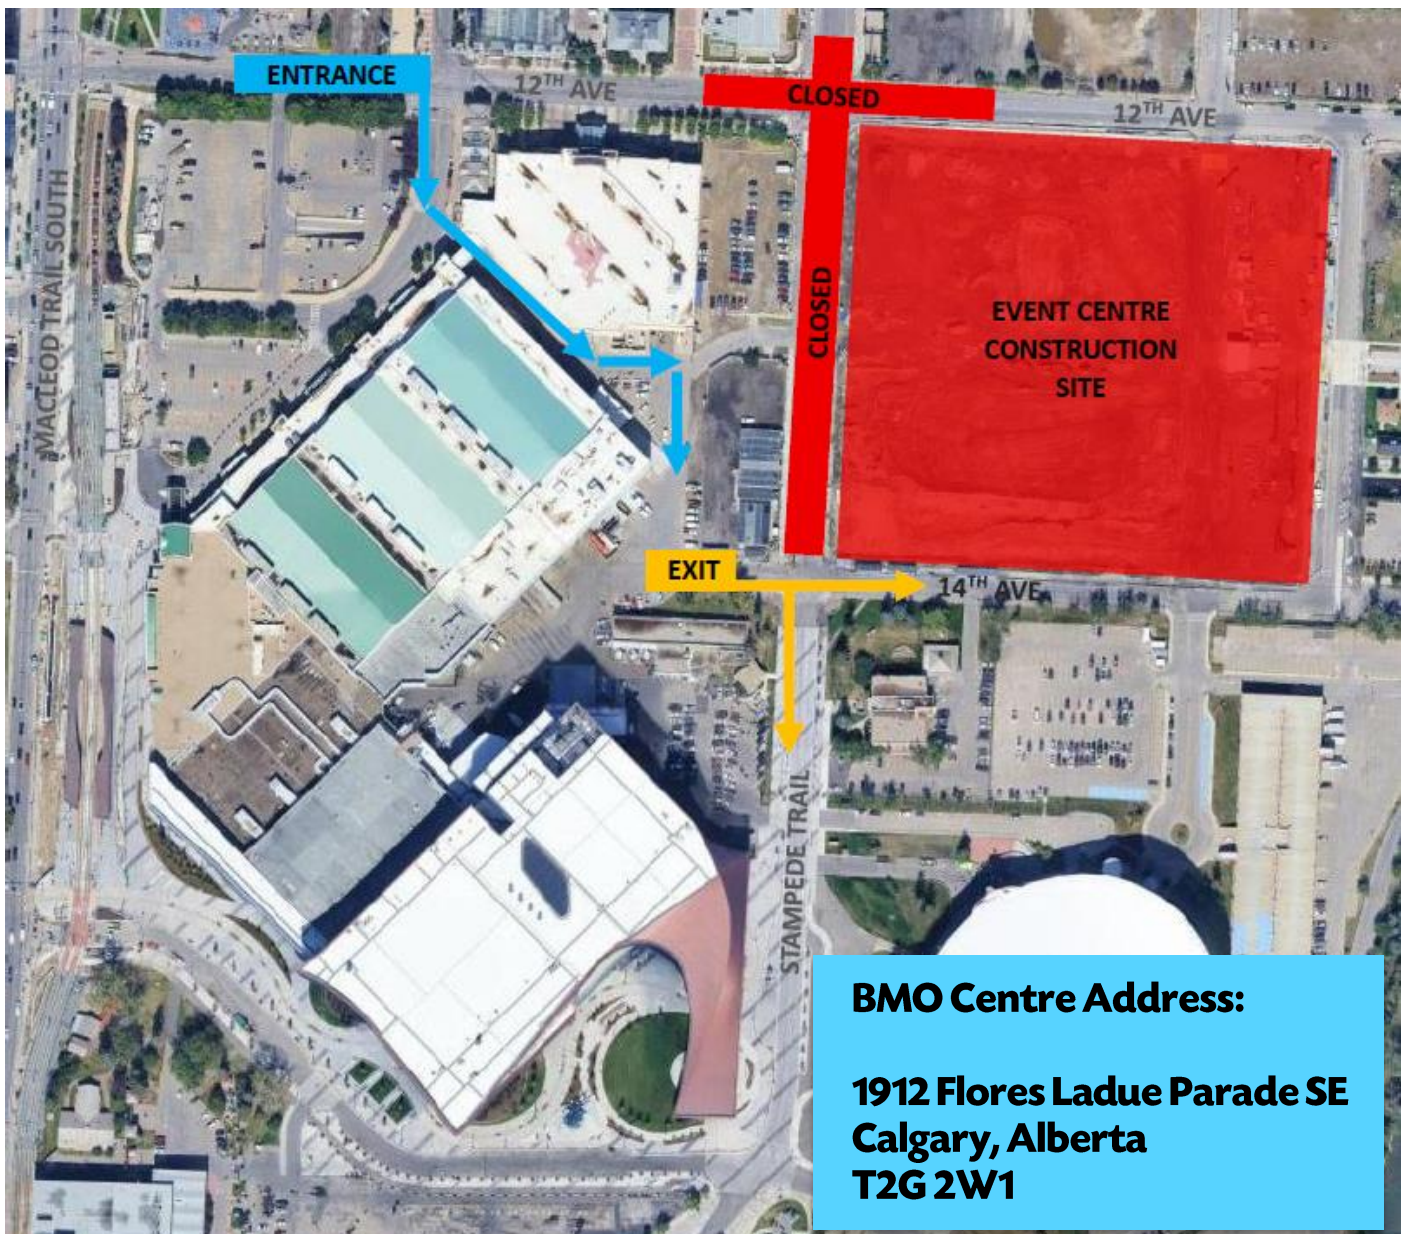 ENTRANCE
12TH AVE
CLOSED
12TH AVE
MACLEOD TRAIL SOUTH
CLOSED
EVENT CENTRE
CONSTRUCTION
SITE
EXIT
14TH AVE
STAMPEDE TRAIL
BMO Centre Address:
1912 Flores Ladue Parade SE
Calgary, Alberta
T2G 2W1